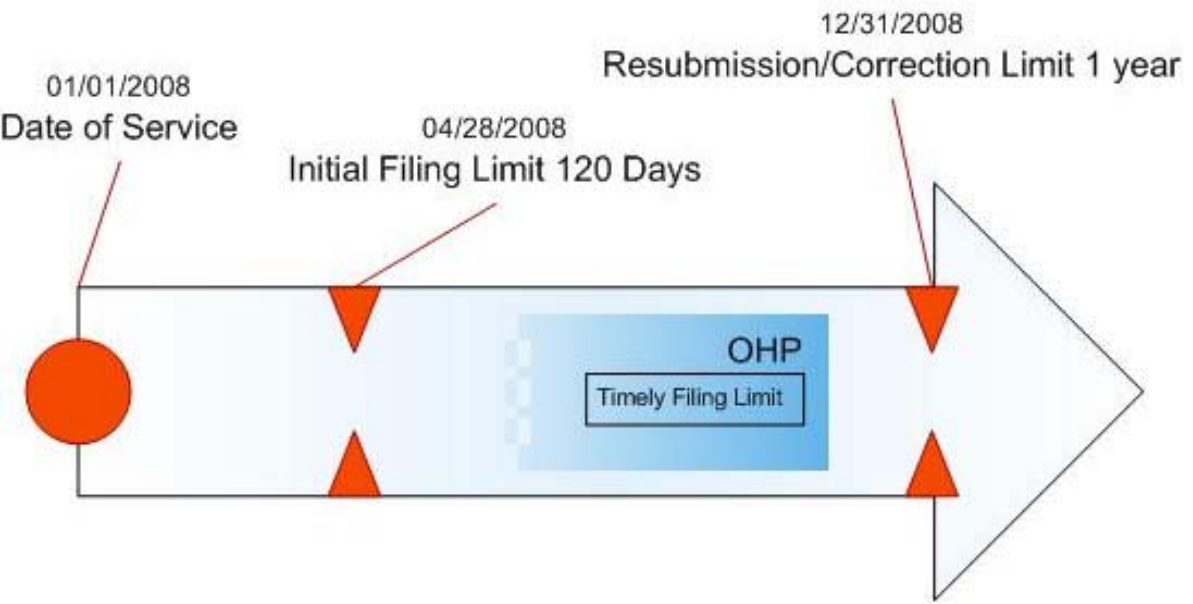 12/31/2008
Resubmission/Correction Limit 1 year
01/01/2008
Date of Service
04/28/2008
Initial Filing Limit 120 Days
OHP
Timely Filing Limit